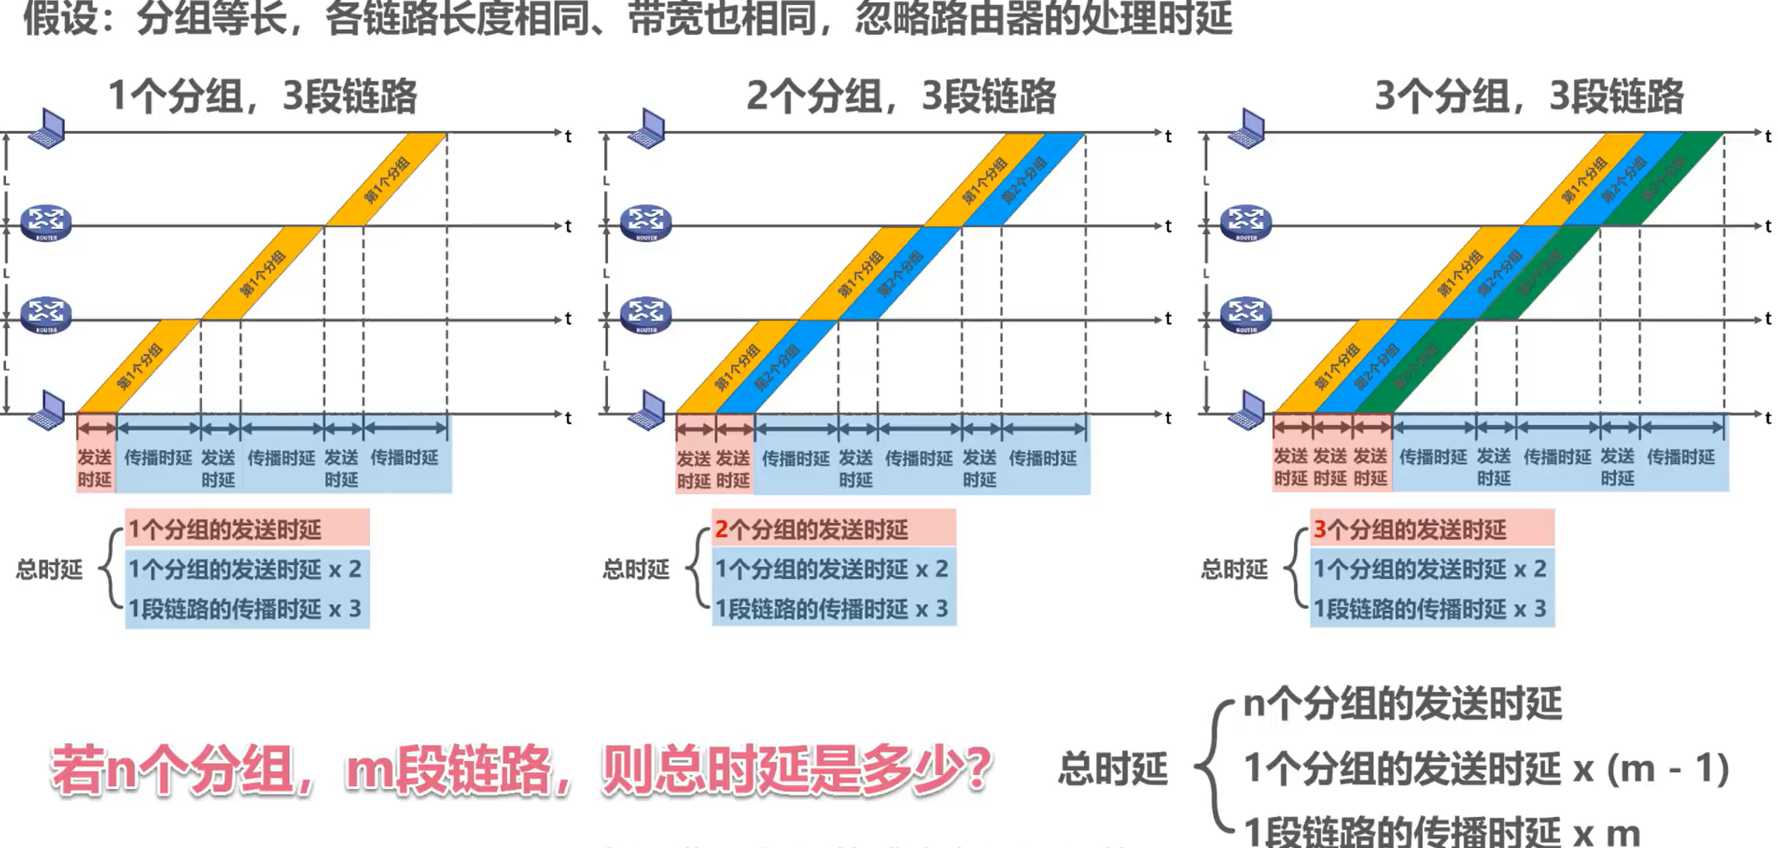 假设：分组等长，各链路长度相同、带宽也相同，忽略路由器的处理时延
1个分组，3段链路
t
第1个分组
L
ROUTER
t
第1个分组
L
ROUTER
t
第1个分组
L
t
发送时延 传播时延 发送时延 传播时延 发送时延 传播时延
总时延
1个分组的发送时延
1个分组的发送时延 x 2
1段链路的传播时延 x 3
2个分组，3段链路
t
第1个分组 第2个分组
L
ROUTER
t
第1个分组 第2个分组
L
ROUTER
t
第1个分组 第2个分组
L
t
发送时延 发送时延 传播时延 发送时延 传播时延 发送时延 传播时延
总时延
2个分组的发送时延
1个分组的发送时延 x 2
1段链路的传播时延 x 3
3个分组，3段链路
t
第1个分组 第2个分组 第3个分组
L
ROUTER
t
第1个分组 第2个分组 第3个分组
L
ROUTER
t
第1个分组 第2个分组 第3个分组
L
t
发送时延 发送时延 发送时延 传播时延 发送时延 传播时延 发送时延 传播时延
总时延
3个分组的发送时延
1个分组的发送时延 x 2
1段链路的传播时延 x 3
若n个分组，m段链路，则总时延是多少？
总时延
n个分组的发送时延
1个分组的发送时延 x (m - 1)
1段链路的传播时延 x m